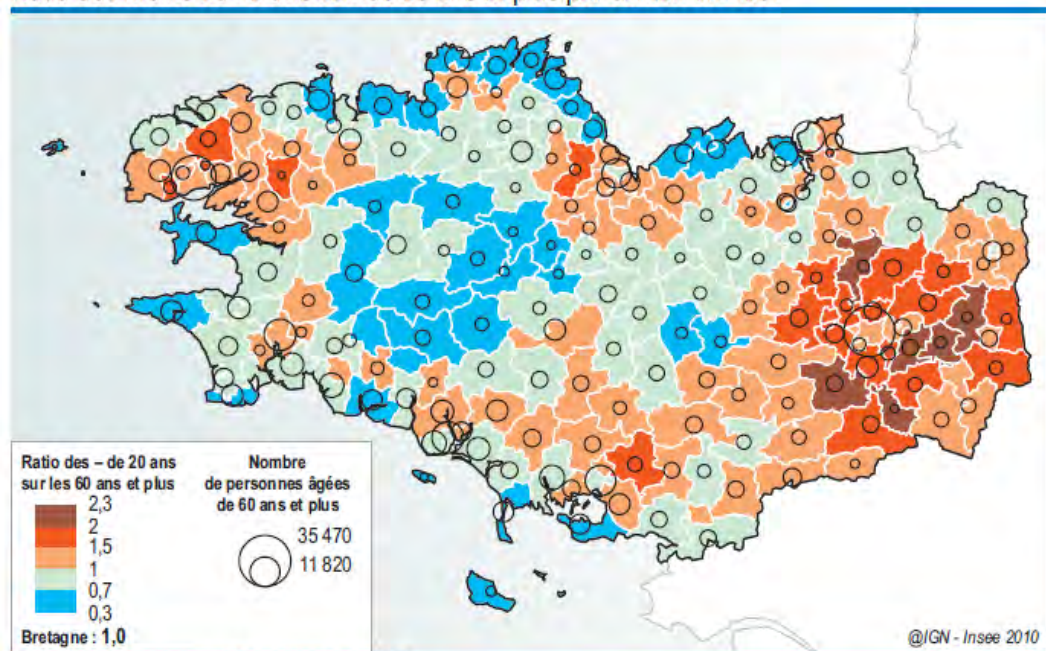 Ratio des – de 20 ans
sur les 60 ans et plus
2,3
2
1,5
1
0,7
0,3
Bretagne : 1,0
Nombre
de personnes âgées
de 60 ans et plus
35 470
11 820
@IGN - Insee 2010